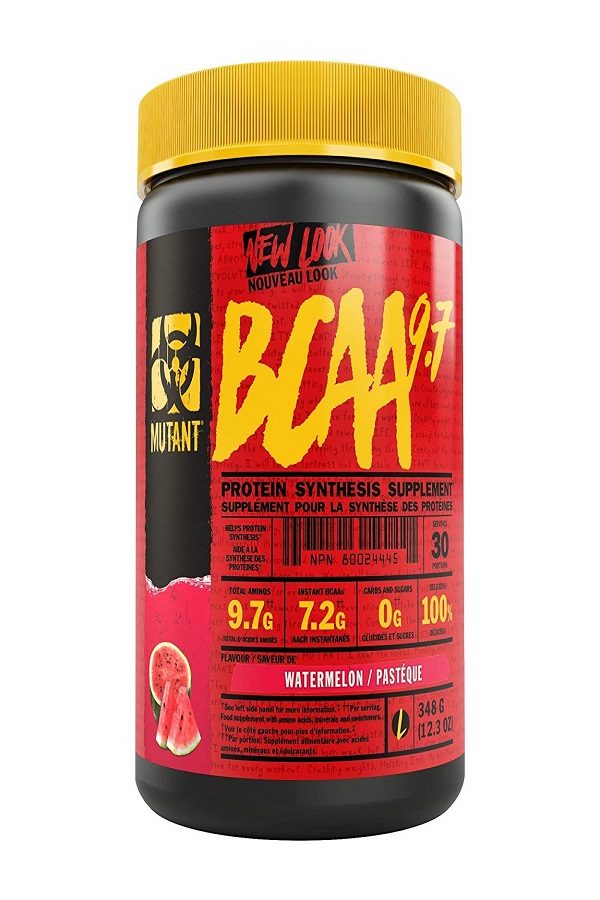 NEW LOOK
NOUVEAU LOOK
BCAA 9.7
MUTANT
PROTEIN SYNTHESIS SUPPLEMENT
SUPPLÉMENT POUR LA SYNTHÈSE DES PROTÉINES
HELPS PROTEIN
SYNTHESIS†
AIDE À LA
SYNTHÈSE DES
PROTÉINES†
NPN 80024445
SERVINGS
30
PORTIONS
TOTAL AMINOS
9.7G††
TOTAL D'ACIDES AMINÉS
INSTANT BCAAs
7.2G††
AACR INSTANTANÉS
CARBS AND SUGARS
0G††
GLUCIDES ET SUCRES
DELICIOUS
100%
DÉLICIEUX
FLAVOUR / SAVEUR DE
WATERMELON / PASTÈQUE
†See left side panel for more information.‡ ††Per serving.
Food supplement with amino acids, minerals and sweeteners.
†Voir le côté gauche pour plus d'information.‡
††Par portion. Supplément alimentaire avec acides
aminés, minéraux et édulcorants.
348 G
(12.3 OZ)